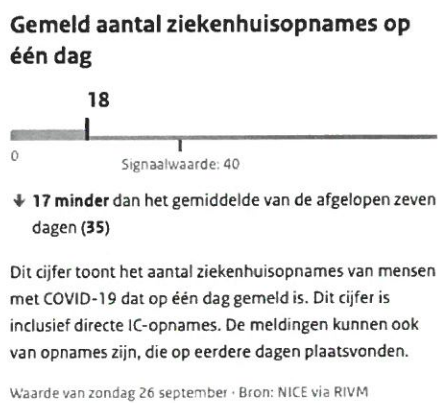 Gemeld aantal ziekenhuisopnames op
één dag
18
0
Signaalwaarde: 40
↓ 17 minder dan het gemiddelde van de afgelopen zeven
dagen (35)
Dit cijfer toont het aantal ziekenhuisopnames van mensen
met COVID-19 dat op één dag gemeld is. Dit cijfer is
inclusief directe IC-opnames. De meldingen kunnen ook
van opnames zijn, die op eerdere dagen plaatsvonden.
Waarde van zondag 26 september · Bron: NICE via RIVM